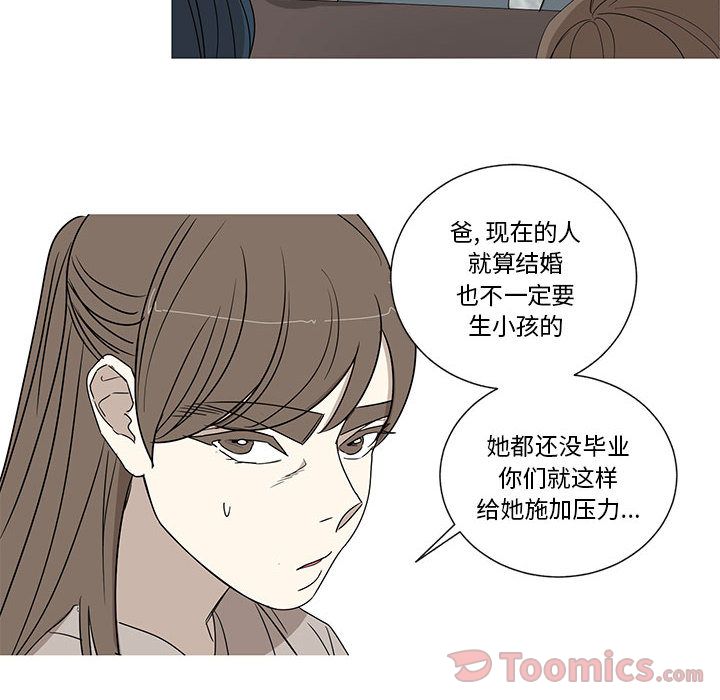 爸, 现在的人
就算结婚
也不一定要
生小孩的
她都还没毕业
你们就这样
给她施加压力...
Toomics.com